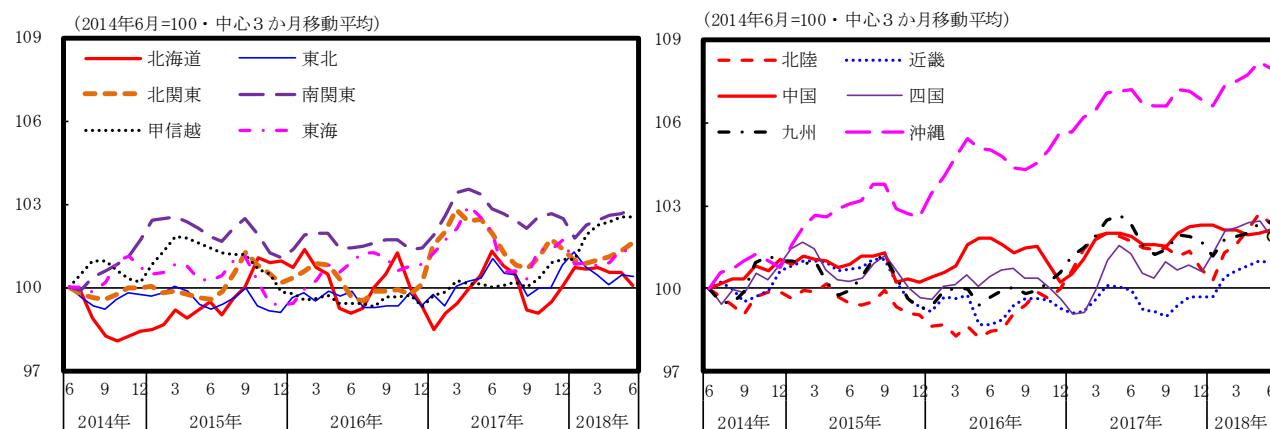 (2014年6月=100・中心３か月移動平均)
109
106
103
100
97
北海道
東北
北関東
南関東
甲信越
東海
6 9 12 3 6 9 12 3 6 9 12 3 6 9 12 3 6
2014年 2015年 2016年 2017年 2018年
(2014年6月=100・中心３か月移動平均)
109
106
103
100
97
北陸
近畿
中国
四国
九州
沖縄
6 9 12 3 6 9 12 3 6 9 12 3 6 9 12 3 6
2014年 2015年 2016年 2017年 2018年